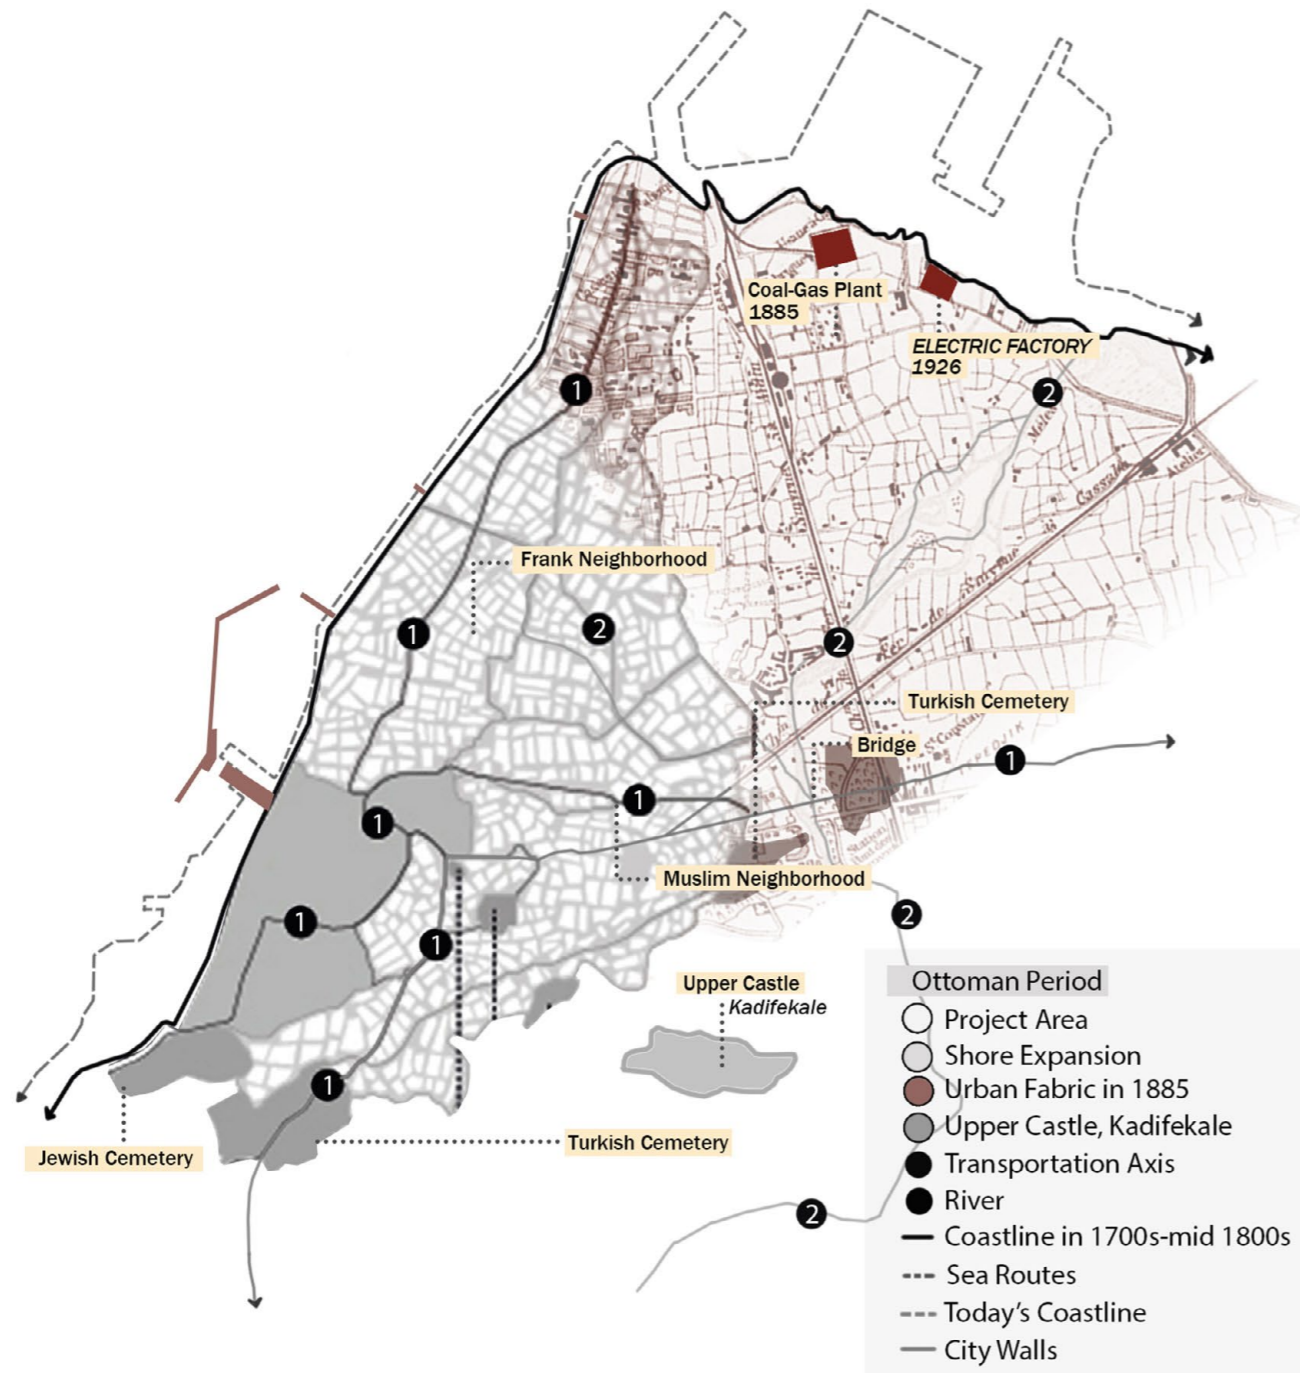 Coal-Gas Plant
1885
ELECTRIC FACTORY
1926
2
Meles
1
Cassaba
Atelier
Frank Neighborhood
1
2
2
Turkish Cemetery
Bridge
1
1
1
Muslim Neighborhood
1
1
2
Upper Castle
Kadifekale
1
Turkish Cemetery
Jewish Cemetery
2
Ottoman Period
Project Area
Shore Expansion
Urban Fabric in 1885
Upper Castle, Kadifekale
Transportation Axis
River
Coastline in 1700s-mid 1800s
Sea Routes
Today's Coastline
City Walls